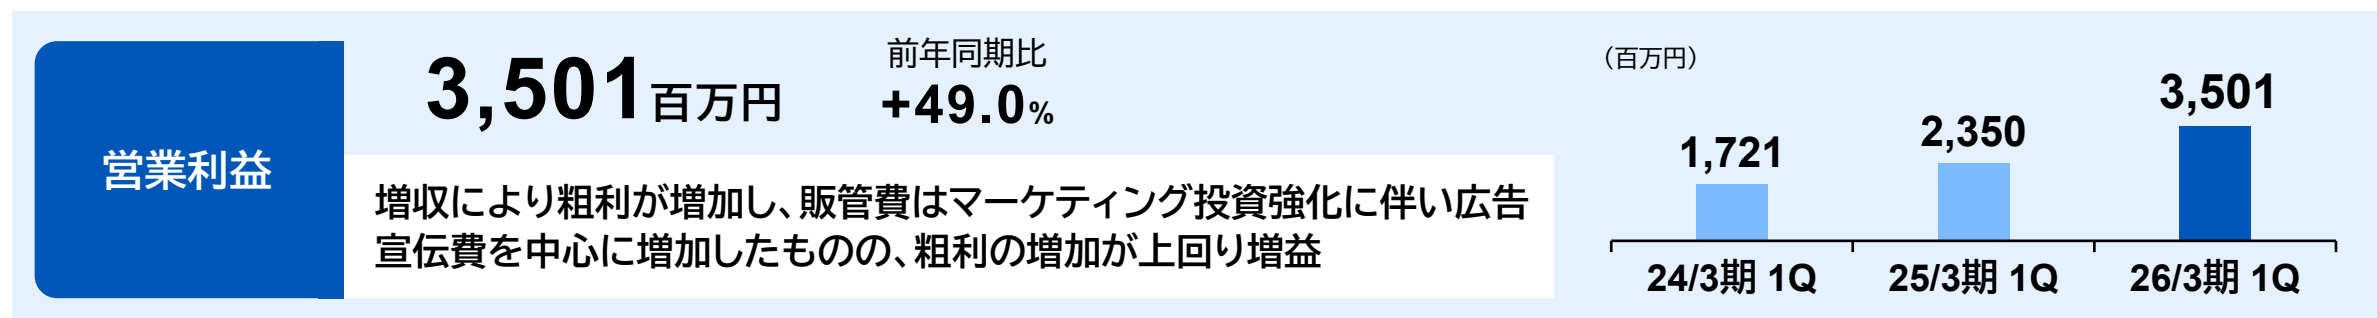 営業利益
3,501百万円
前年同期比
+49.0%
増収により粗利が増加し、販管費はマーケティング投資強化に伴い広告
宣伝費を中心に増加したものの、粗利の増加が上回り増益
（百万円）
1,721
2,350
3,501
24/3期 1Q
25/3期 1Q
26/3期 1Q